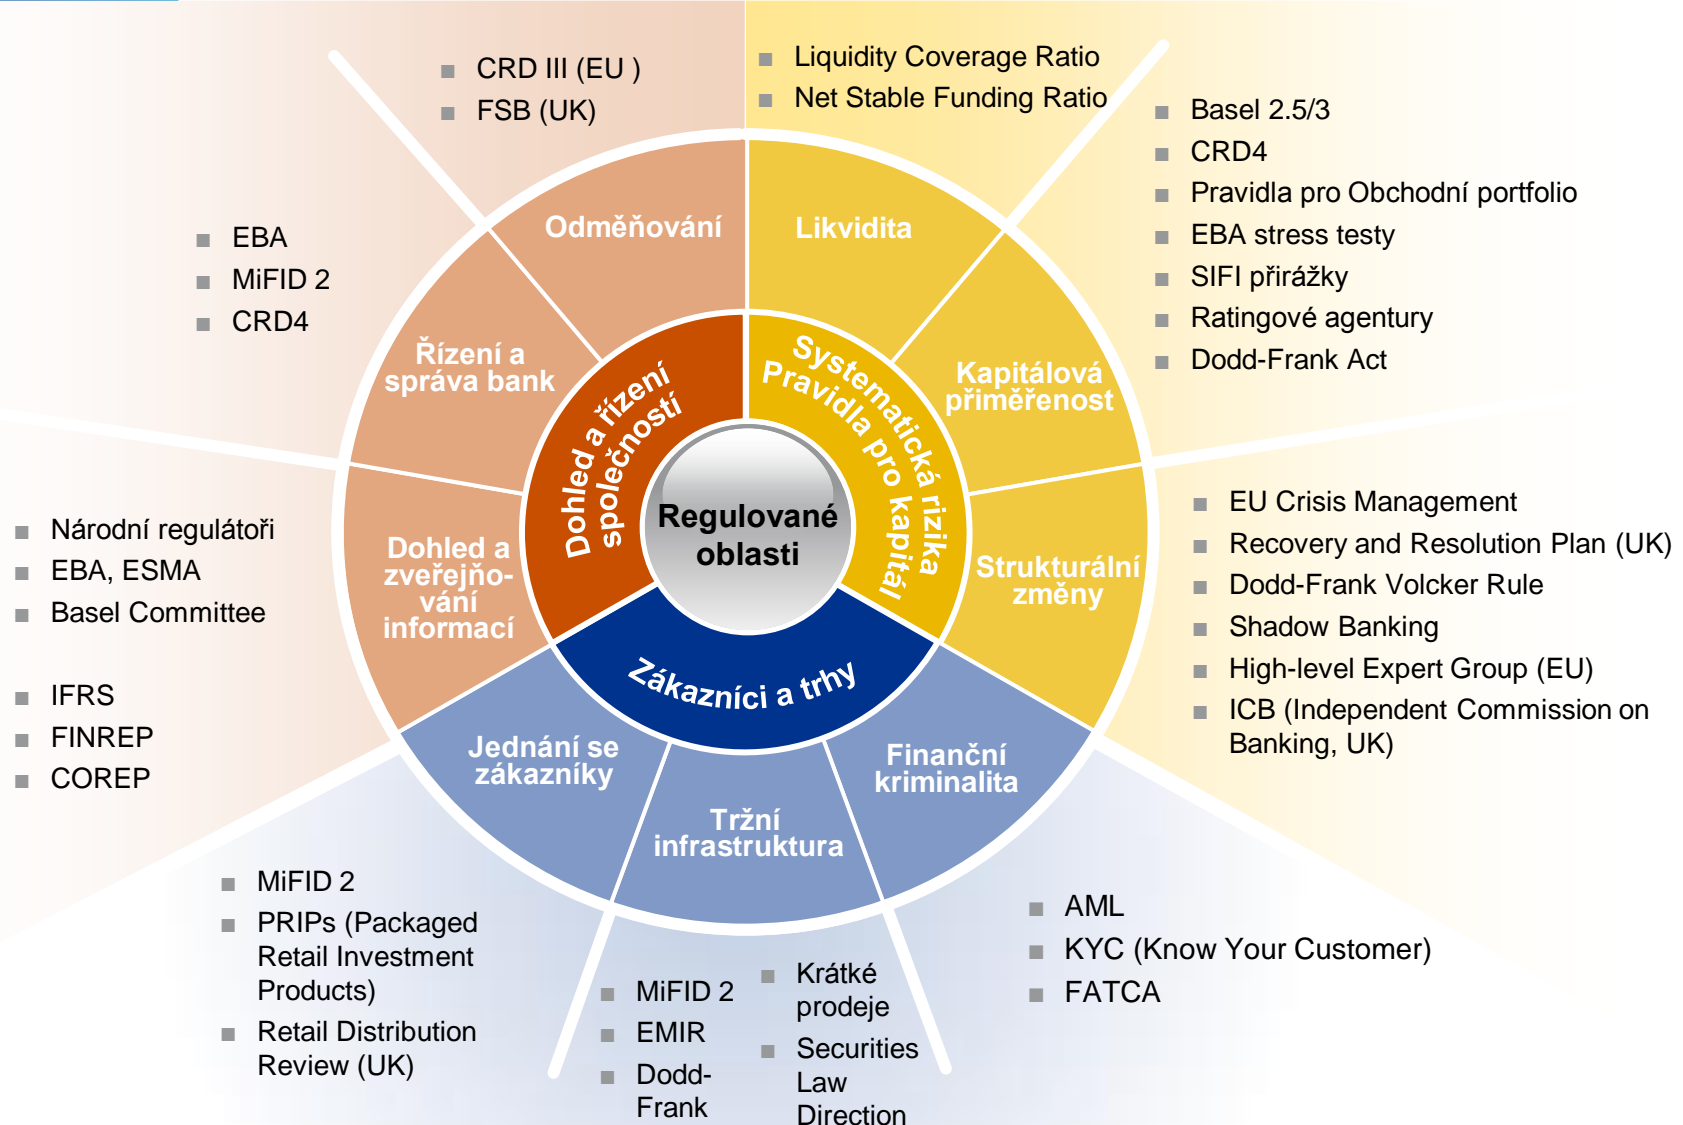 CRD III (EU )
FSB (UK)
Liquidity Coverage Ratio
Net Stable Funding Ratio
Basel 2.5/3
CRD4
Pravidla pro Obchodní portfolio
EBA stress testy
SIFI přirážky
Ratingové agentury
Dodd-Frank Act
EBA
MiFID 2
CRD4
Odměňování
Likvidita
Řízení a
správa bank
Kapitálová
přiměřenost
Dohled a řízení
společností
Systematická rizika
Pravidla pro kapitál
Regulované
oblasti
Národní regulátoři
EBA, ESMA
Basel Committee
IFRS
FINREP
COREP
Dohled a
zveřejňo-
vání
informací
Strukturální
změny
EU Crisis Management
Recovery and Resolution Plan (UK)
Dodd-Frank Volcker Rule
Shadow Banking
High-level Expert Group (EU)
ICB (Independent Commission on
Banking, UK)
Zákazníci a trhy
Jednání se
zákazníky
Tržní
infrastruktura
Finanční
kriminalita
MiFID 2
PRIPs (Packaged
Retail Investment
Products)
Retail Distribution
Review (UK)
MiFID 2
EMIR
Dodd-
Frank
Krátké
prodeje
Securities
Law
Direction
AML
KYC (Know Your Customer)
FATCA